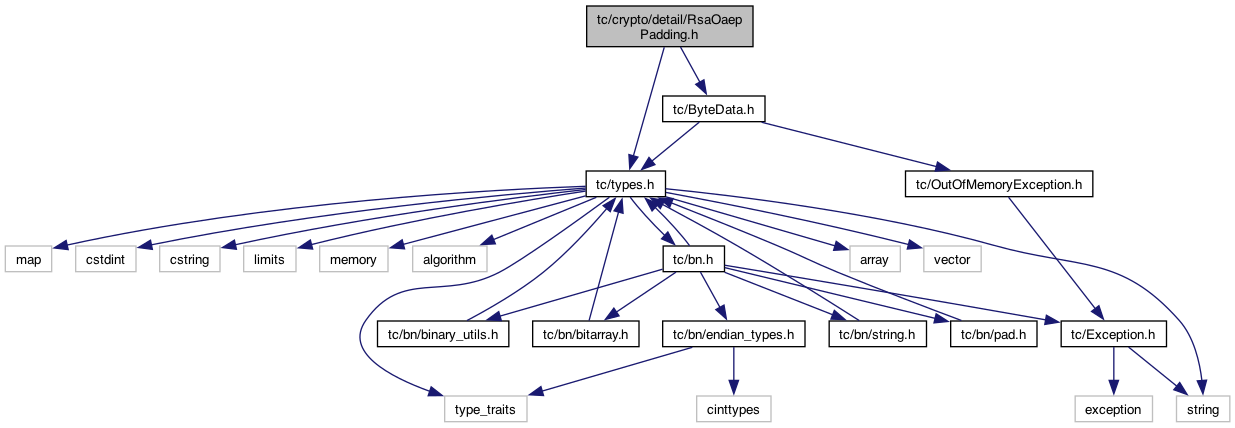 tc/crypto/detail/RsaOaep
Padding.h
tc/ByteData.h
tc/types.h
tc/OutOfMemoryException.h
map
cstdint
cstring
limits
memory
algorithm
tc/bn.h
array
vector
tc/bn/binary_utils.h
tc/bn/bitarray.h
tc/bn/endian_types.h
tc/bn/string.h
tc/bn/pad.h
tc/Exception.h
type_traits
cinttypes
exception
string